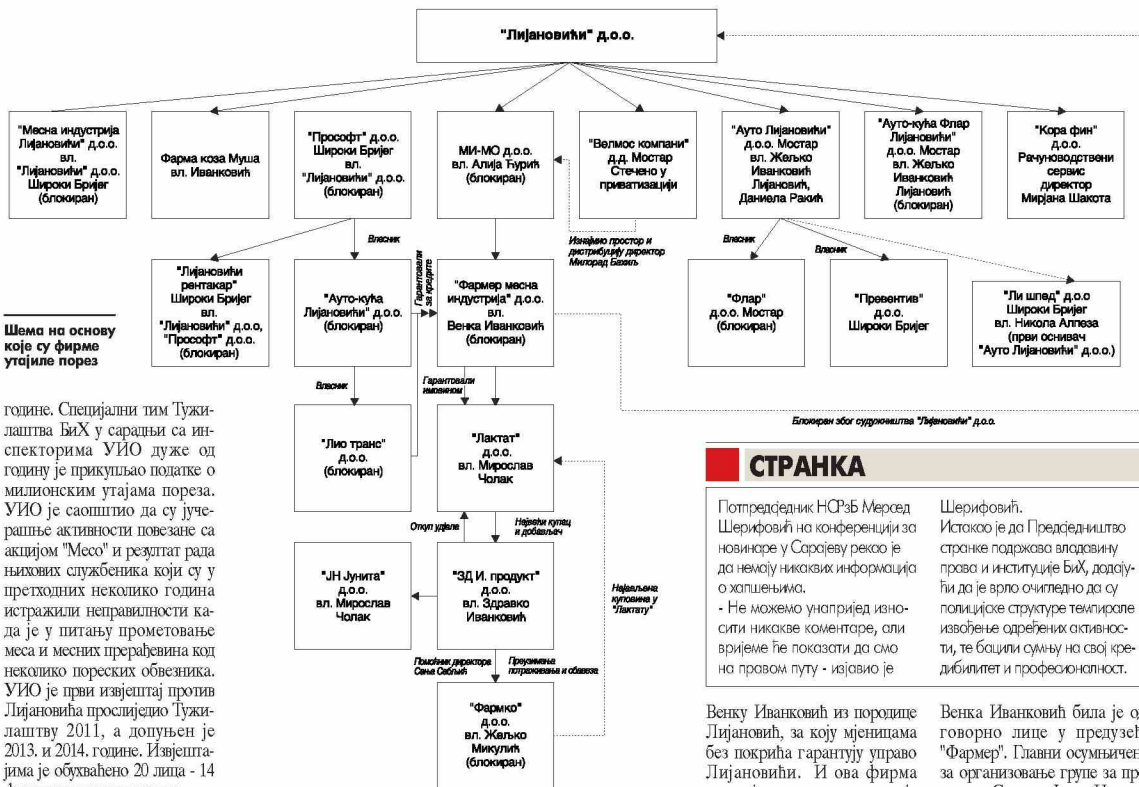 "Лијановићи" д.о.о.
"Месна индустрија
Лијановићи" д.о.о.
вл.
"Лијановићи" д.о.о.
Широки Бријег
(блокиран)
Фарма коза Муша
вл. Иванковић
"Прософт" д.о.о.
Широки Бријег
вл.
"Лијановићи" д.о.о.
(блокиран)
МИ-МО д.о.о.
вл. Алија Ћурић
(блокиран)
"Велмос компани"
д.д. Мостар
Стечено у
приватизацији
"Ауто Лијановићи"
д.о.о. Мостар
вл. Жељко
Иванковић
Лијановић,
Даниела Ракић
"Ауто-кућа Флар
Лијановићи"
д.о.о. Мостар
вл. Жељко
Иванковић
Лијановић
(блокиран)
"Кора фин"
д.о.о.
Рачуноводствени
сервис
директор
Мирјана Шакота
Власник
Изнајмио простор и
дистрибуцију директор
Милорад Бахиљ
Власник
Власник
"Лијановићи
рентакар"
Широки Бријег
вл.
"Лијановићи" д.о.о,
"Прософт" д.о.о.
(блокиран)
"Ауто-кућа
Лијановићи" д.о.о.
(блокиран)
Гарантовали
за кредите
"Фармер месна
индустрија" д.о.о.
вл.
Венка Иванковић
(блокиран)
"Флар"
д.о.о. Мостар
(блокиран)
"Превентив"
д.о.о.
Широки Бријег
"Ли шпед" д.о.о
Широки Бријег
вл. Никола Алпеза
(први оснивач
"Ауто Лијановићи" д.о.о.)
Шема на основу
које су фирме
утајиле порез
Власник
Гарантовали
имовином
Блокиран због судужништва "Лијановићи" д.о.о.
"Лио транс"
д.о.о.
(блокиран)
"Лактат"
д.о.о.
вл. Мирослав
Чолак
Откуп удјела
Највећи купац
и добављач
"ЈН Јунита"
д.о.о.
вл. Мирослав
Чолак
"ЗД И. продукт"
д.о.о.
вл. Здравко
Иванковић
Најављена
куповина у
"Лактату"
Помоћник директора
Сања Сабљић
Преузимања
потраживања и обавеза
"Фармко"
д.о.о.
вл. Жељко
Микулић
(блокиран)
године. Специјални тим Тужи-
лаштва БиХ у сарадњи са ин-
спекторима УИО дуже од
годину је прикупљао податке о
милионским утајама пореза.
УИО је саопштио да су јуче-
рашње активности повезане са
акцијом "Месо" и резултат рада
њихових службеника који су у
претходних неколико година
истражили неправилности ка-
да је у питању прометовање
меса и месних прерађевина код
неколико пореских обвезника.
УИО је први извјештај против
Лијановића прослиједио Тужи-
лаштву 2011, а допуњен је
2013. и 2014. године. Извјешта-
јима је обухваћено 20 лица - 14
СТРАНКА
Потпредсједник НСРзБ Мерсед
Шерифовић на конференцији за
новинаре у Сарајеву рекао је
да немају никаквих информација
о хапшењима.
- Не можемо унапријед изно-
сити никакве коментаре, али
вријеме ће показати да смо
на правом путу - изјавио је
Шерифовић.
Истакао је да Предсједништво
странке подржава владавину
права и институције БиХ, додају-
ћи да је врло очигледно да су
полицијске структуре темпирале
извођење одређених активнос-
ти, те бацили сумњу на свој кре-
дибилитет и професионалност.
Венку Иванковић из породице
Лијановић, за коју мјеницама
без покрића гарантују управо
Лијановићи. И ова фирма
Венка Иванковић била је од
говорно лице у предузећ
"Фармер". Главни осумњичен
за организовање групе за пр